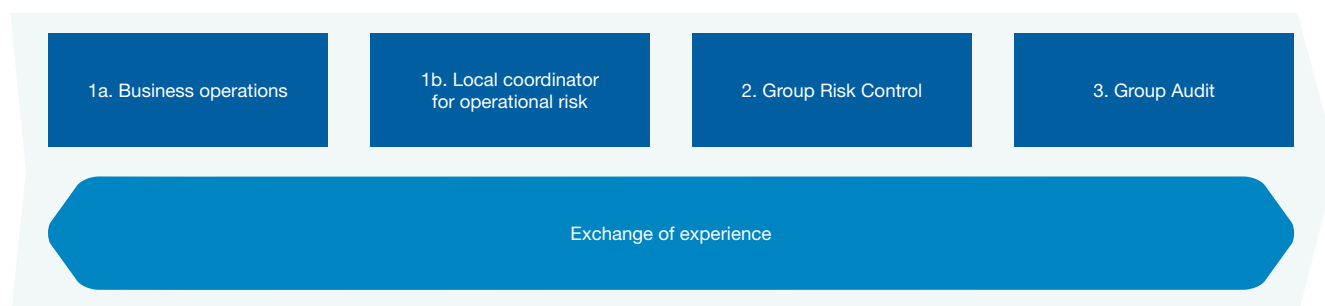 1a. Business operations
1b. Local coordinator
for operational risk
2. Group Risk Control
3. Group Audit
Exchange of experience